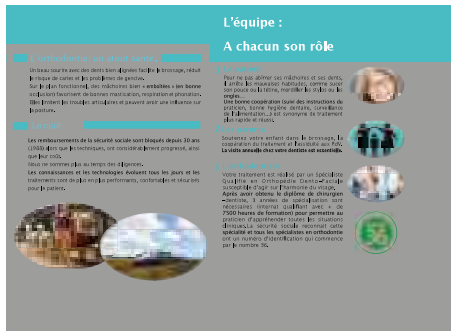 Un beau sourire avec des dents bien alignées facilite le brossage, réduit
le risque de caries et les problèmes de gencive.
Sur le plan fonctionnel, des mâchoires bien « emboîtées » (en bonne
occlusion) favorisent de bonnes mastication, respiration et phonation.
Elles limitent les troubles articulaires et peuvent avoir une influence sur
la posture.
Les remboursements de la sécurité sociale sont bloqués depuis 30 ans
(1988) alors que les techniques, ont considérablement progressé, ainsi
que leur coût.
Nous ne sommes plus au temps des diligences.
Les connaissances et les technologies évoluent tous les jours et les
traitements sont de plus en plus performants, confortables et sécurisés
pour le patient.
L'équipe :
A chacun son rôle
Pour ne pas abîmer ses mâchoires et ses dents,
il arrête les mauvaises habitudes, comme sucer
son pouce ou la tétine, mordiller les stylos ou les
ongles...
Une bonne coopération (suivi des instructions du
praticien, bonne hygiène dentaire, surveillance
de l'alimentation...) est synonyme de traitement
plus rapide et réussi.
Soutenez votre enfant dans le brossage, la
coopération du traitement et l'assiduité aux RdV.
La visite annuelle chez votre dentiste est essentielle.
Votre traitement est réalisé par un Spécialiste
Qualifié en Orthopédie Dento-Faciale
susceptible d'agir sur l'harmonie du visage.
Après avoir obtenu le diplôme de chirurgien
-dentiste, 3 années de spécialisation sont
nécessaires (internat qualifiant avec + de
7500 heures de formation) pour permettre au
praticien d'appréhender toutes les situations
cliniques. La sécurité sociale reconnaît cette
spécialité et tous les spécialistes en orthodontie
ont un numéro d'identification qui commence
par le nombre 36.